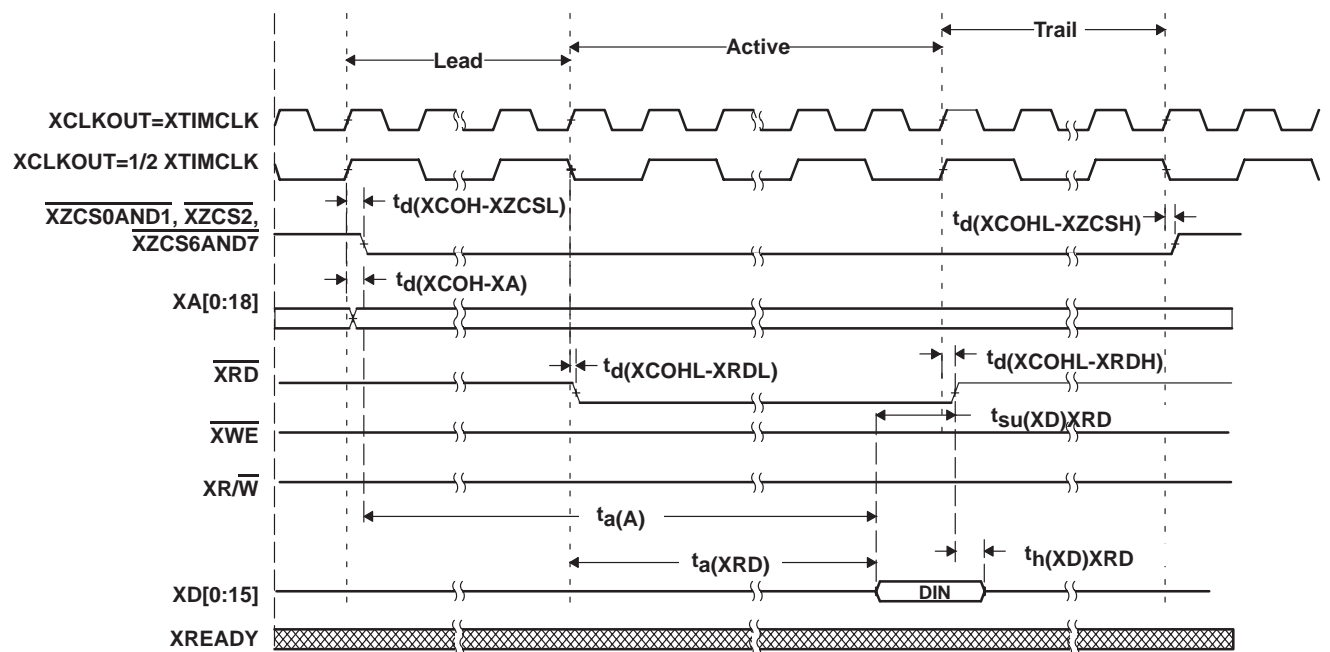 Trail
Active
Lead
XCLKOUT=XTIMCLK
XCLKOUT=1/2 XTIMCLK
XZCS0AND1, XZCS2,
XZCS6AND7
td(XCOH-XZCSL)
td(XCOHL-XZCSH)
td(XCOH-XA)
XA[0:18]
XRD
td(XCOHL-XRDL)
td(XCOHL-XRDH)
tsu(XD)XRD
XWE
XR/W
ta(A)
ta(XRD)
th(XD)XRD
XD[0:15]
DIN
XREADY